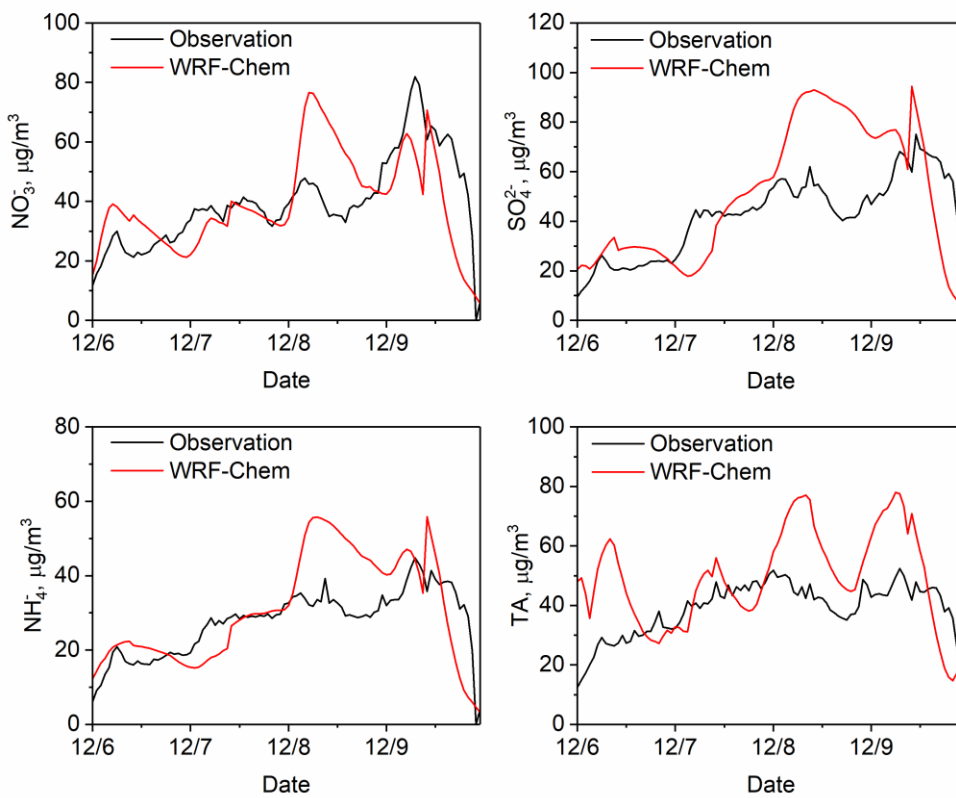 100
80
60
40
20
0
NO₃⁻, μg/m³
Observation
WRF-Chem
12/6 12/7 12/8 12/9
Date
120
100
80
60
40
20
0
SO₄²⁻, μg/m³
Observation
WRF-Chem
12/6 12/7 12/8 12/9
Date
80
60
40
20
0
NH₄⁻, μg/m³
Observation
WRF-Chem
12/6 12/7 12/8 12/9
Date
100
80
60
40
20
0
TA, μg/m³
Observation
WRF-Chem
12/6 12/7 12/8 12/9
Date